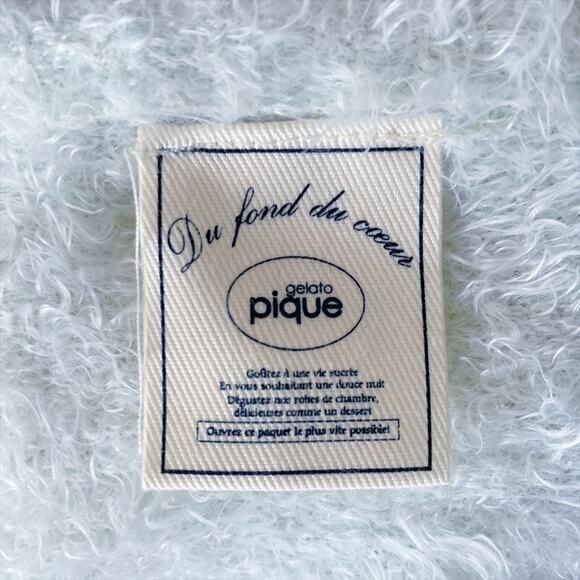 Du fond du cœur
gelato
pique
Goûtez À une vie sucrée
En vous souhaitant une douce nuit
Dégustez nos robes de chambre,
délicieuses comme un dessert
Ouvrez ce paquet le plus vite possible!